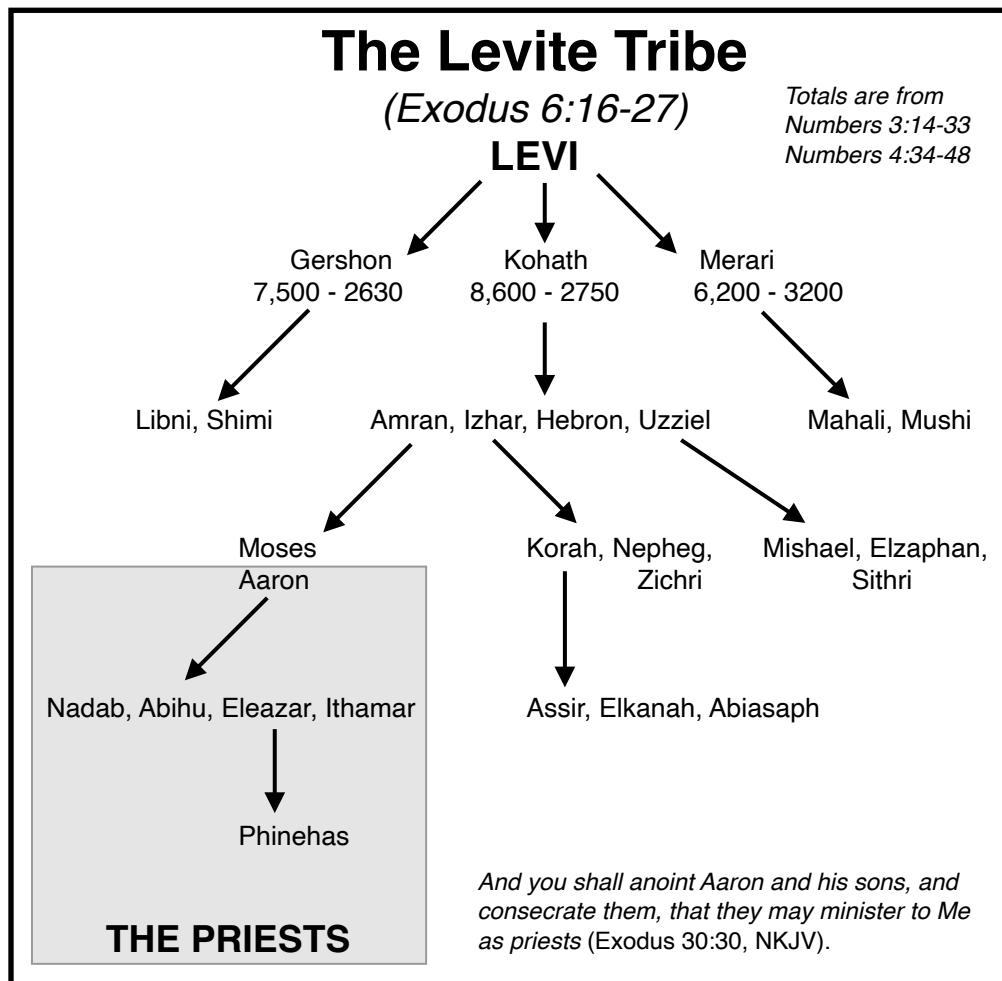 The Levite Tribe
(Exodus 6:16-27)
Totals are from
Numbers 3:14-33
Numbers 4:34-48
LEVI
Gershon
7,500 - 2630
Kohath
8,600 - 2750
Merari
6,200 - 3200
Libni, Shimi
Amran, Izhar, Hebron, Uzziel
Mahali, Mushi
Moses
Aaron
Korah, Nepheg,
Zichri
Mishael, Elzaphan,
Sithri
Nadab, Abihu, Eleazar, Ithamar
Assir, Elkanah, Abiasaph
Phinehas
THE PRIESTS
And you shall anoint Aaron and his sons, and
consecrate them, that they may minister to Me
as priests (Exodus 30:30, NKJV).